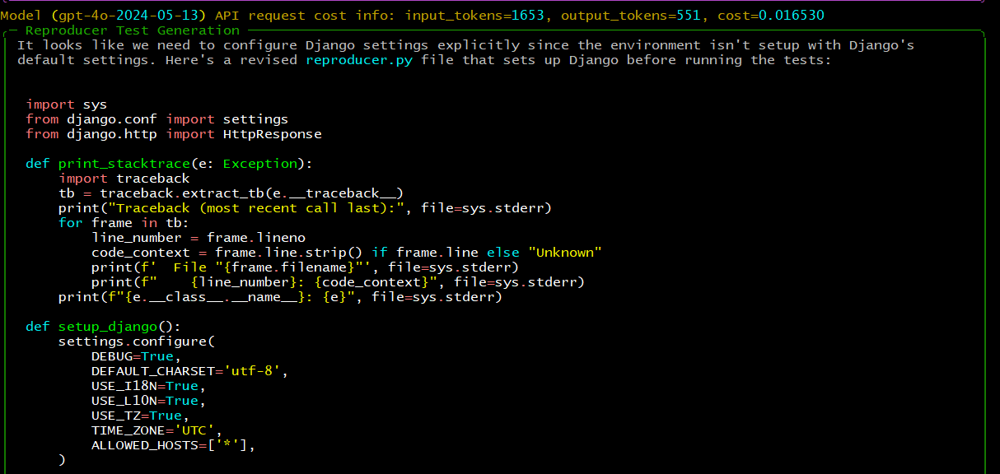 Model (gpt-4o-2024-05-13) API request cost info: input_tokens=1653, output_tokens=551, cost=0.016530
Reproducer Test Generation
It looks like we need to configure Django settings explicitly since the environment isn't setup with Django's
default settings. Here's a revised reproducer.py file that sets up Django before running the tests:
import sys
from django.conf import settings
from django.http import HttpResponse
def print_stacktrace(e: Exception):
    import traceback
    tb = traceback.extract_tb(e.__traceback__)
    print("Traceback (most recent call last):", file=sys.stderr)
    for frame in tb:
        line_number = frame.lineno
        code_context = frame.line.strip() if frame.line else "Unknown"
        print(f'  File "{frame.filename}"', file=sys.stderr)
        print(f"    {line_number}: {code_context}", file=sys.stderr)
    print(f"{e.__class__.__name__}: {e}", file=sys.stderr)
def setup_django():
    settings.configure(
        DEBUG=True,
        DEFAULT_CHARSET='utf-8',
        USE_I18N=True,
        USE_L10N=True,
        USE_TZ=True,
        TIME_ZONE='UTC',
        ALLOWED_HOSTS=['*'],
    )